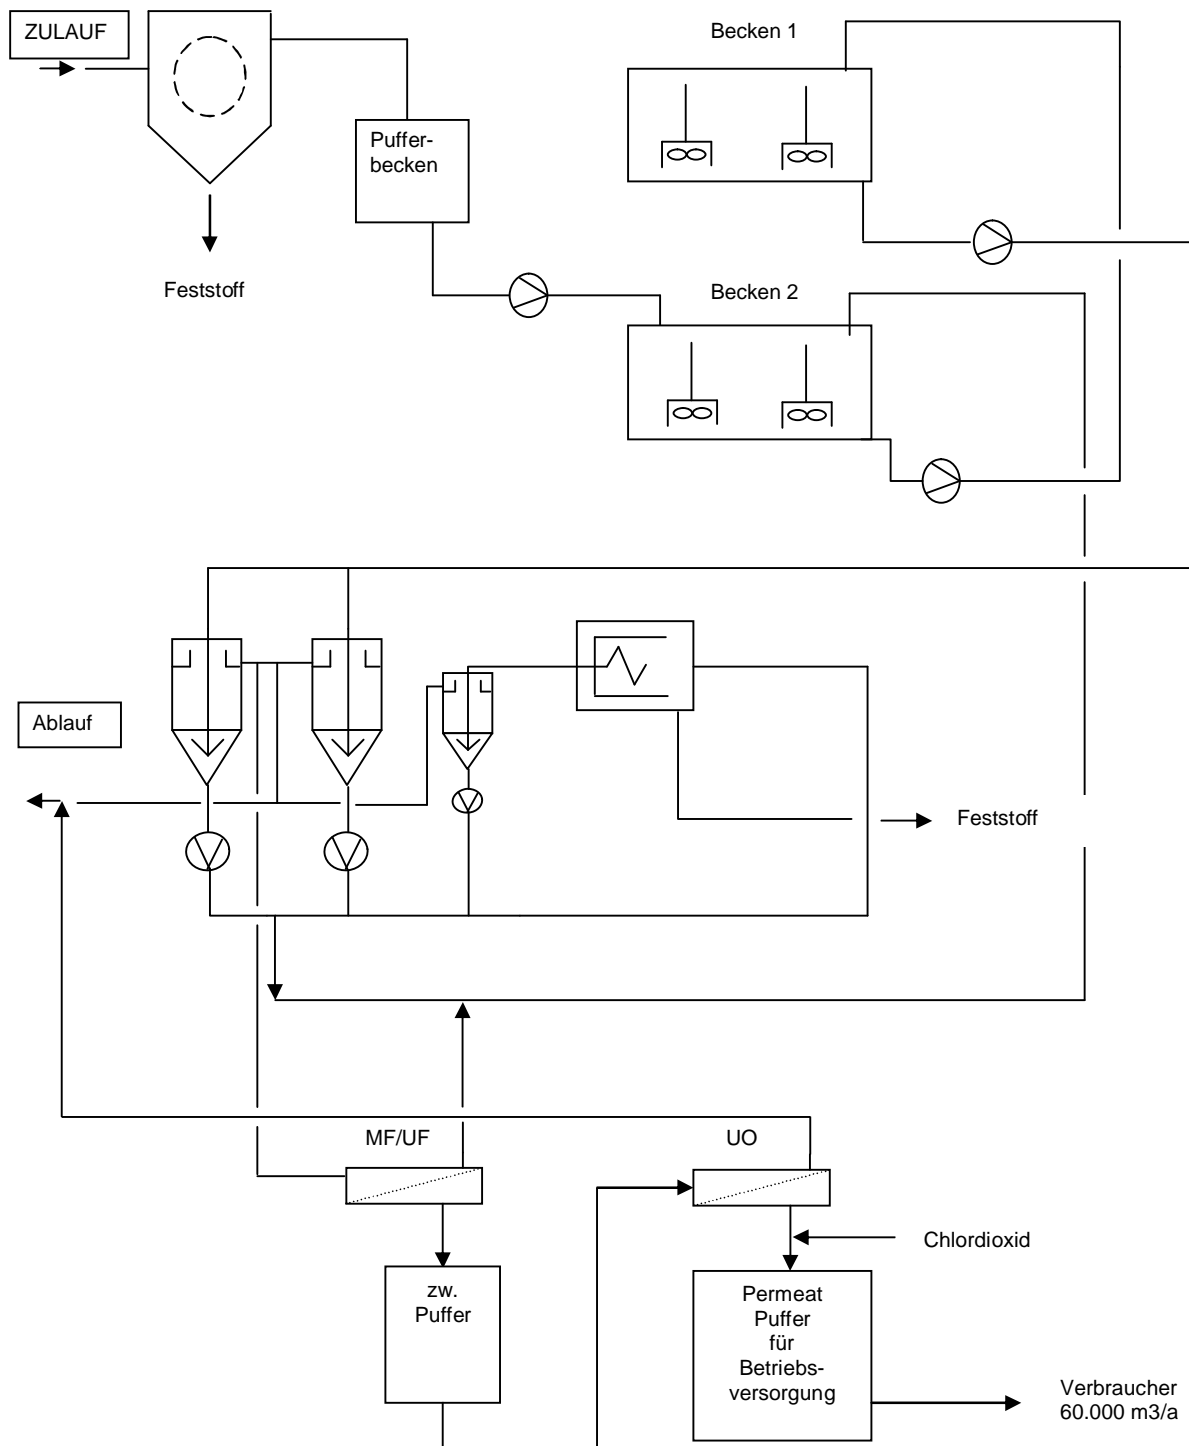 ZULAUF
Becken 1
Puffer-
becken
Feststoff
Becken 2
Ablauf
Feststoff
MF/UF
UO
Chlordioxid
zw.
Puffer
Permeat
Puffer
für
Betriebs-
versorgung
Verbraucher
60.000 m3/a